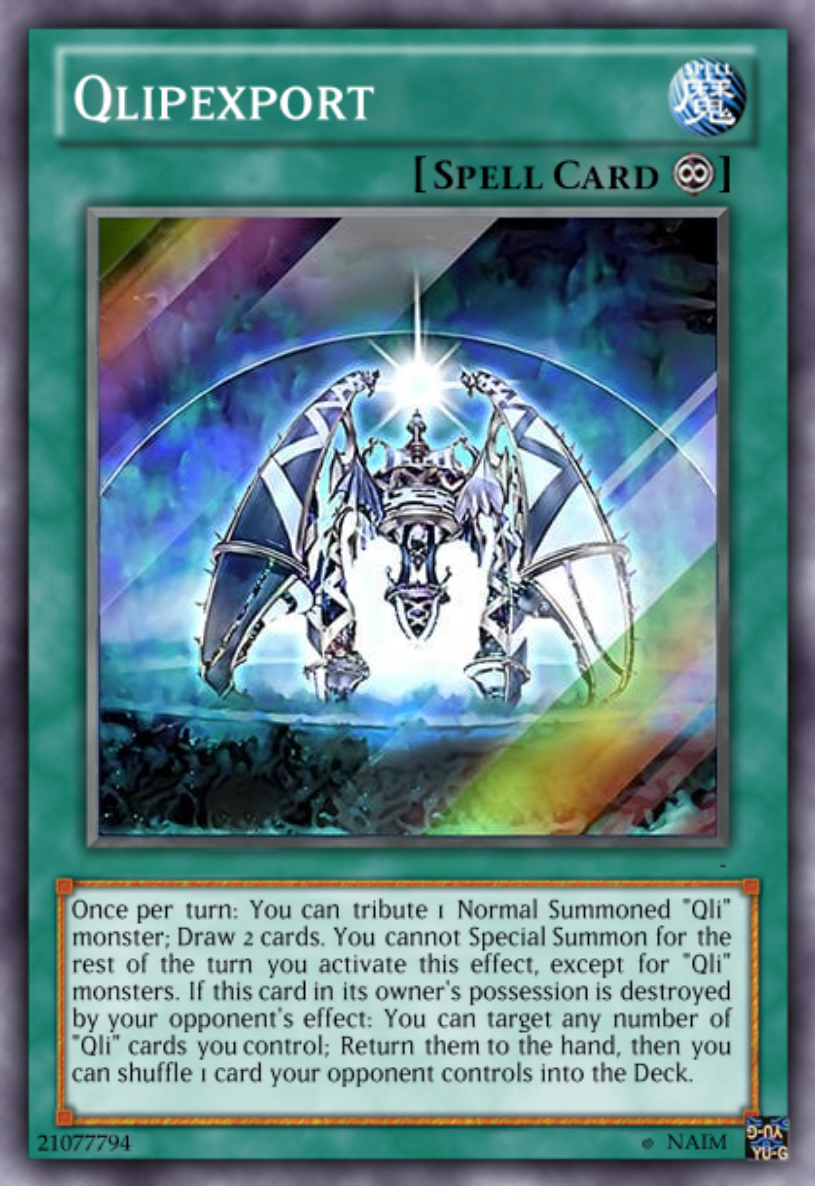 QLIPEXPORT
SPELL
魔
[SPELL CARD ]
-
Once per turn: You can tribute 1 Normal Summoned "Qli"
monster; Draw 2 cards. You cannot Special Summon for the
rest of the turn you activate this effect, except for "Qli"
monsters. If this card in its owner's possession is destroyed
by your opponent's effect: You can target any number of
"Qli" cards you control; Return them to the hand, then you
can shuffle 1 card your opponent controls into the Deck.
21077794
NAIM
YU-G
YU-G